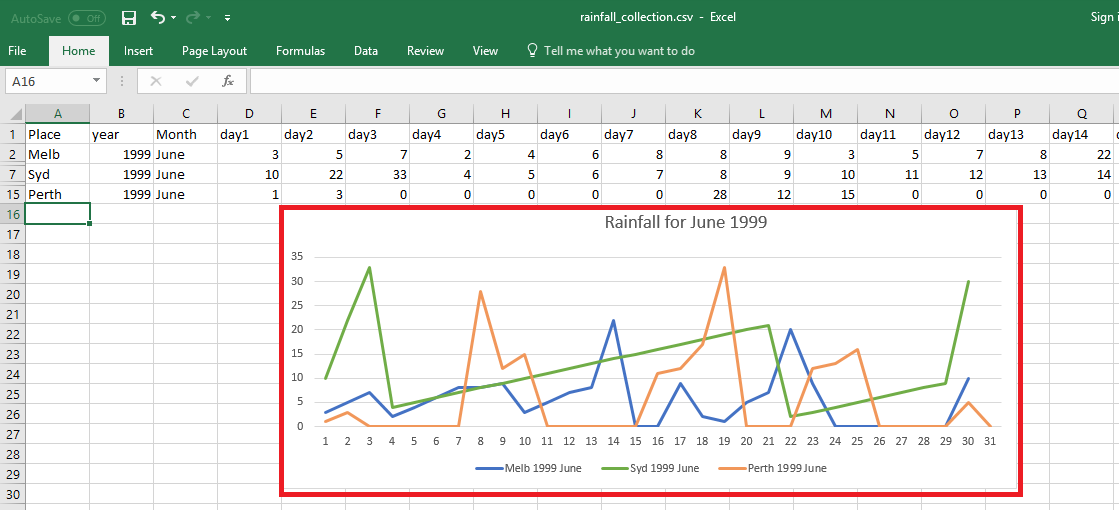 AutoSave Off rainfall_collection.csv - Excel Sign i
File Home Insert Page Layout Formulas Data Review View Tell me what you want to do
A16 fx
A B C D E F G H I J K L M N O P Q
1 Place year Month day1 day2 day3 day4 day5 day6 day7 day8 day9 day10 day11 day12 day13 day14
2 Melb 1999 June 3 5 7 2 4 6 8 8 9 3 5 7 8 22
7 Syd 1999 June 10 22 33 4 5 6 7 8 9 10 11 12 13 14
15 Perth 1999 June 1 3 0 0 0 0 0 28 12 15 0 0 0 0
16
17
18
19
20
21
22
23
24
25
26
27
28
29
30
Rainfall for June 1999
35
30
25
20
15
10
5
0
1 2 3 4 5 6 7 8 9 10 11 12 13 14 15 16 17 18 19 20 21 22 23 24 25 26 27 28 29 30 31
Melb 1999 June Syd 1999 June Perth 1999 June